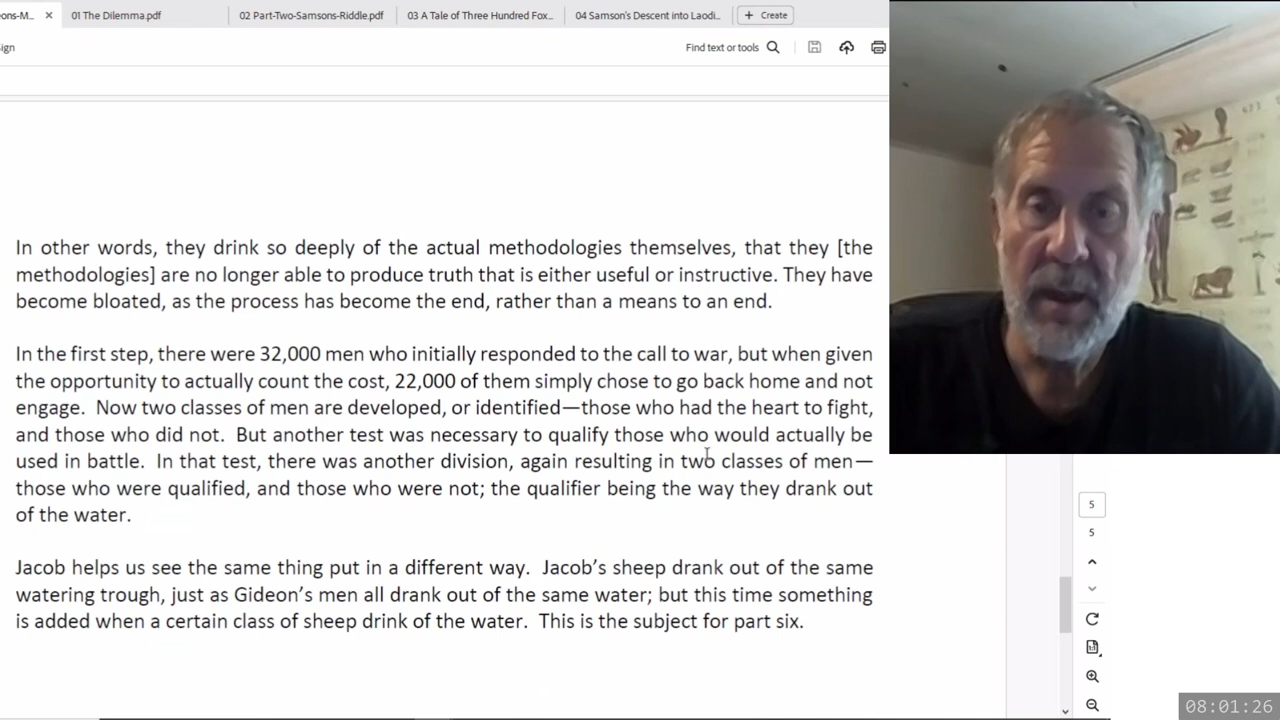 eons-M...
01 The Dilemma.pdf
02 Part-Two-Samsons-Riddle.pdf
03 A Tale of Three Hundred Fox...
04 Samson's Descent into Laodi...
+ Create
ign
Find text or tools
In other words, they drink so deeply of the actual methodologies themselves, that they [the
methodologies] are no longer able to produce truth that is either useful or instructive. They have
become bloated, as the process has become the end, rather than a means to an end.
In the first step, there were 32,000 men who initially responded to the call to war, but when given
the opportunity to actually count the cost, 22,000 of them simply chose to go back home and not
engage. Now two classes of men are developed, or identified—those who had the heart to fight,
and those who did not. But another test was necessary to qualify those who would actually be
used in battle. In that test, there was another division, again resulting in two classes of men—
those who were qualified, and those who were not; the qualifier being the way they drank out
of the water.
Jacob helps us see the same thing put in a different way. Jacob's sheep drank out of the same
watering trough, just as Gideon's men all drank out of the same water; but this time something
is added when a certain class of sheep drink of the water. This is the subject for part six.
5
5
08:01:26